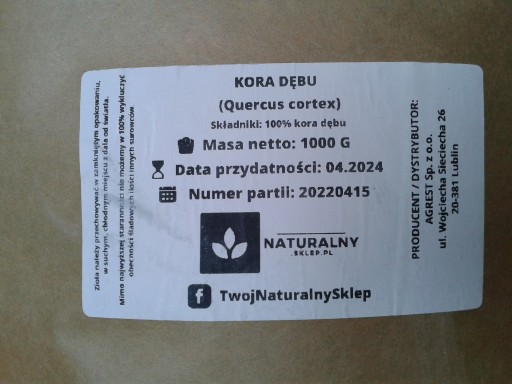 KORA DĘBU
(Quercus cortex)
Składniki: 100% kora dębu
Masa netto: 1000 G
Data przydatności: 04.2024
Numer partii: 20220415
NATURALNY
.SKLEP.PL
TwojNaturalnySklep
Zioła należy przechowywać w zamkniętym opakowaniu,
w suchym, chłodnym miejscu z dala od światła.
Mimo najwyższej staranności nie możemy w 100% wykluczyć
obecności śladowych ilości innych surowców.
PRODUCENT / DYSTRYBUTOR:
AGREST Sp. z o.o.
ul. Wojciecha Sieciecha 26
20-381 Lublin